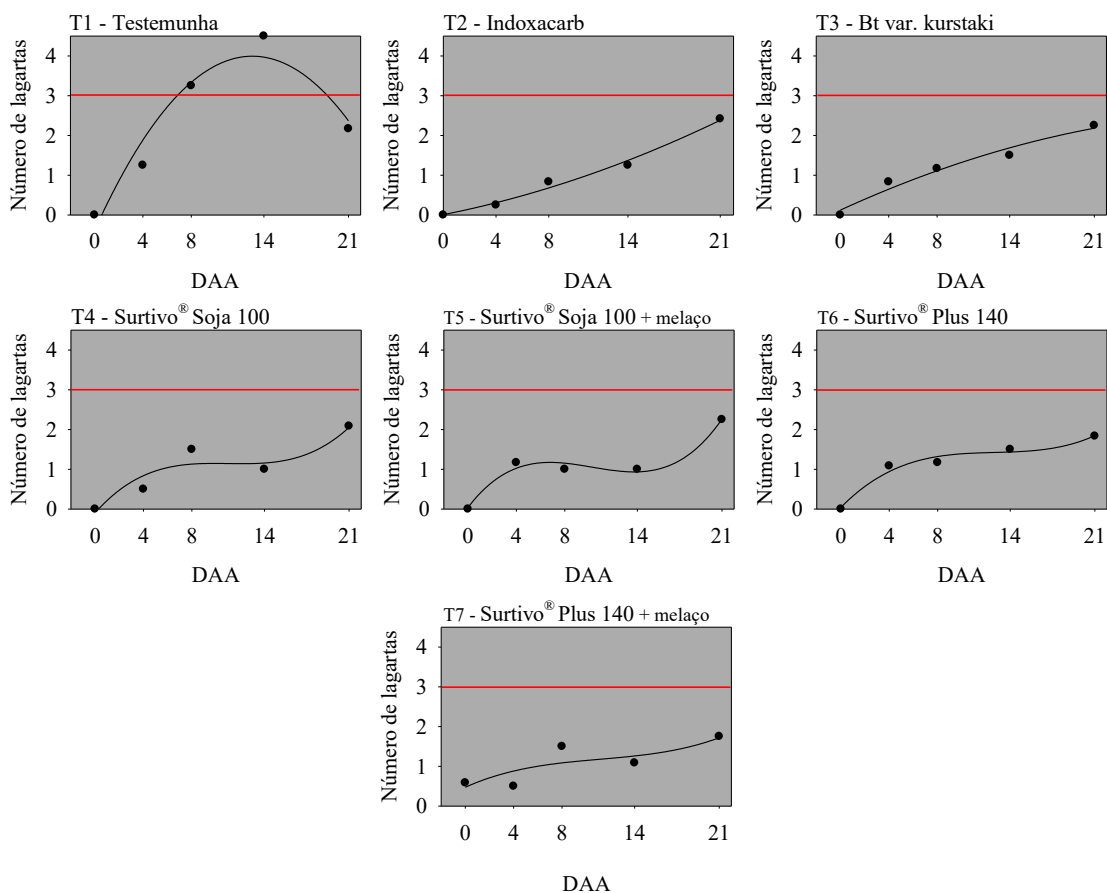 T1 - Testemunha
Número de lagartas
4
3
2
1
0
0 4 8 14 21
DAA
T2 - Indoxacarb
Número de lagartas
4
3
2
1
0
0 4 8 14 21
DAA
T3 - Bt var. kurstaki
Número de lagartas
4
3
2
1
0
0 4 8 14 21
DAA
T4 - Surtivo® Soja 100
Número de lagartas
4
3
2
1
0
0 4 8 14 21
DAA
T5 - Surtivo® Soja 100 + melaço
Número de lagartas
4
3
2
1
0
0 4 8 14 21
DAA
T6 - Surtivo® Plus 140
Número de lagartas
4
3
2
1
0
0 4 8 14 21
DAA
T7 - Surtivo® Plus 140 + melaço
Número de lagartas
4
3
2
1
0
0 4 8 14 21
DAA